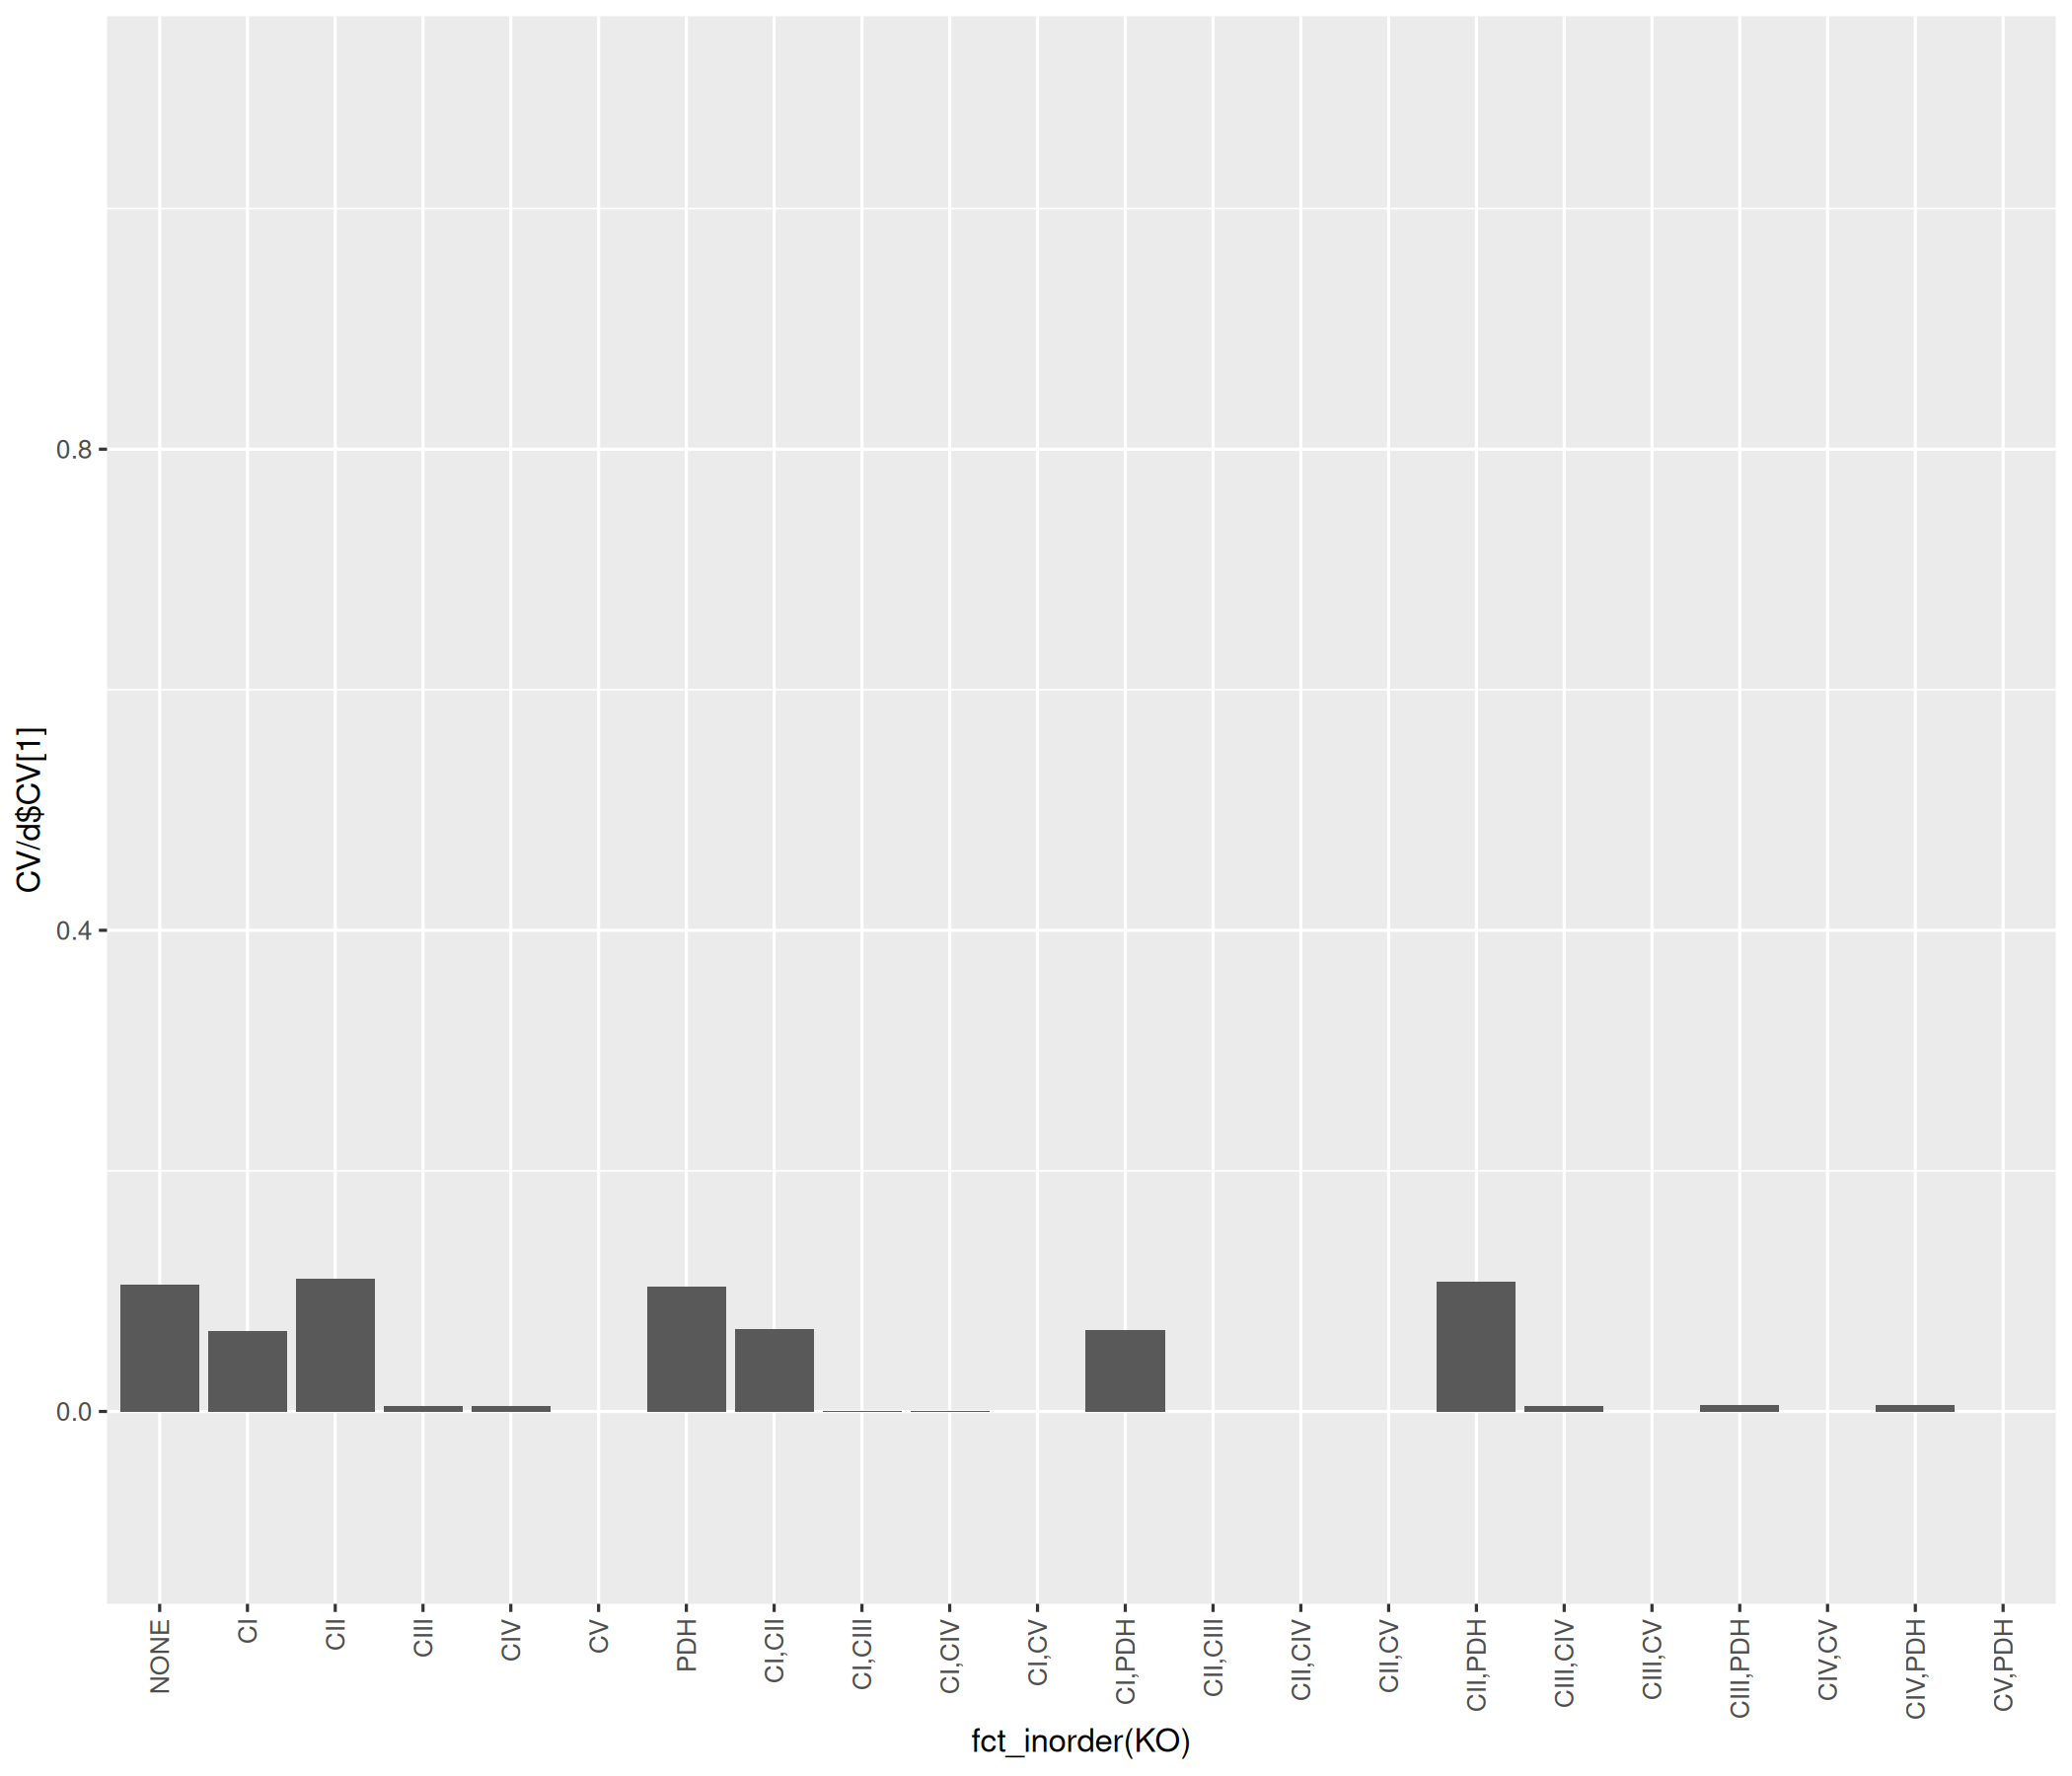 CV/d$CV[1]
0.8
0.4
0.0
NONE
CI
CII
CIII
CIV
CV
PDH
CI,CII
CI,CIII
CI,CIV
CI,CV
CI,PDH
CII,CIII
CII,CIV
CII,CV
CII,PDH
CIII,CIV
CIII,CV
CIII,PDH
CIV,CV
CIV,PDH
CV,PDH
fct_inorder(KO)